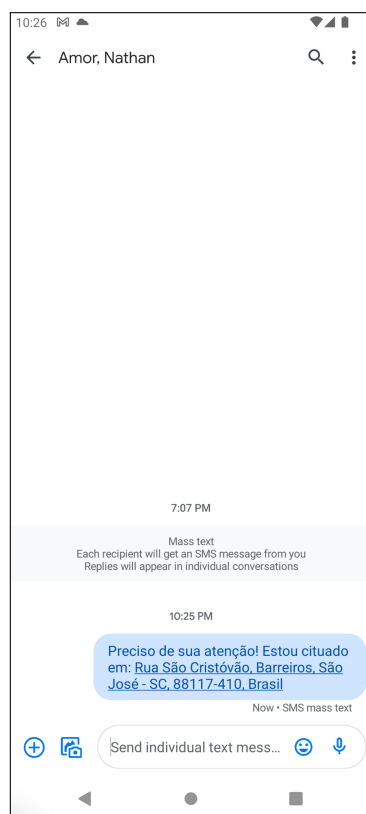 10:26
Amor, Nathan
7:07 PM
Mass text
Each recipient will get an SMS message from you
Replies will appear in individual conversations
10:25 PM
Preciso de sua atenção! Estou cituado
em: Rua São Cristóvão, Barreiros, São
José - SC, 88117-410, Brasil
Now • SMS mass text
Send individual text mess...